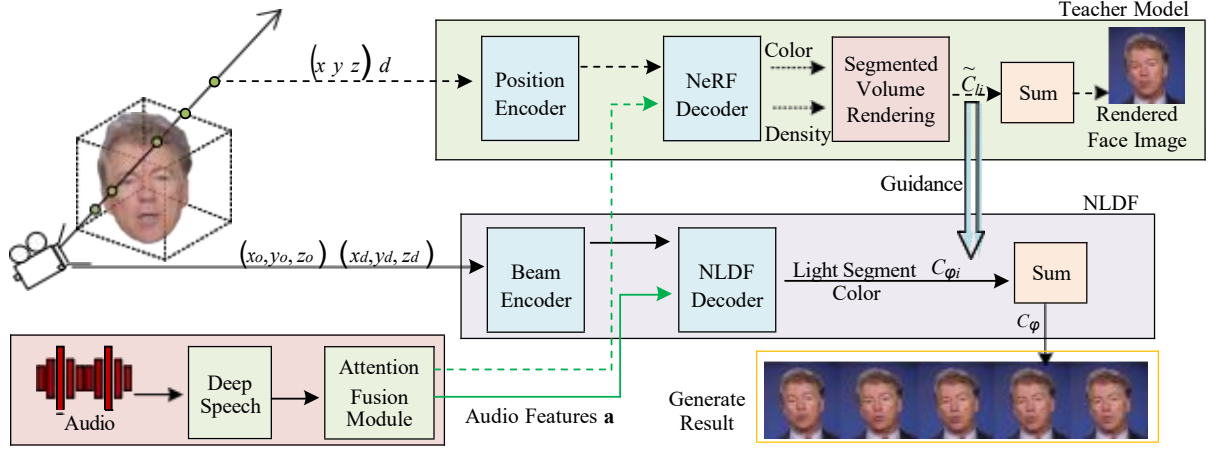 Teacher Model
(x y z) d
Position
Encoder
NeRF
Decoder
Color
Density
Segmented
Volume
Rendering
C̃li
Sum
Rendered
Face Image
Guidance
NLDF
(xo,yo,zo) (xd,yd,zd)
Beam
Encoder
NLDF
Decoder
Light Segment Cφi
Color
Sum
Cφ
Audio
Deep
Speech
Attention
Fusion
Module
Audio Features a
Generate
Result